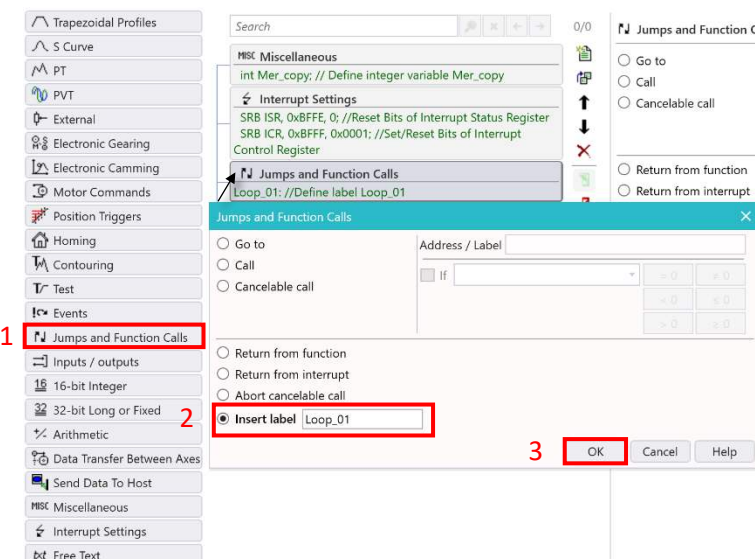 Trapezoidal Profiles
S Curve
PT
PVT
External
Electronic Gearing
Electronic Camming
Motor Commands
Position Triggers
Homing
Contouring
Test
Events
1
Jumps and Function Calls
Inputs / outputs
16 16-bit Integer
32 32-bit Long or Fixed
Arithmetic
Data Transfer Between Axes
Send Data To Host
MISC Miscellaneous
Interrupt Settings
txt Free Text
Search
0/0
MISC Miscellaneous
int Mer_copy; // Define integer variable Mer_copy
Interrupt Settings
SRB ISR, 0xBFFE, 0; //Reset Bits of Interrupt Status Register
SRB ICR, 0xBFFF, 0x0001; //Set/Reset Bits of Interrupt
Control Register
Jumps and Function Calls
Loop_01: //Define label Loop_01
Jumps and Function
Go to
Call
Cancelable call
Return from function
Return from interrupt
Jumps and Function Calls
Go to
Call
Cancelable call
Address / Label
If
Return from function
Return from interrupt
Abort cancelable call
2
Insert label Loop_01
3
OK
Cancel
Help